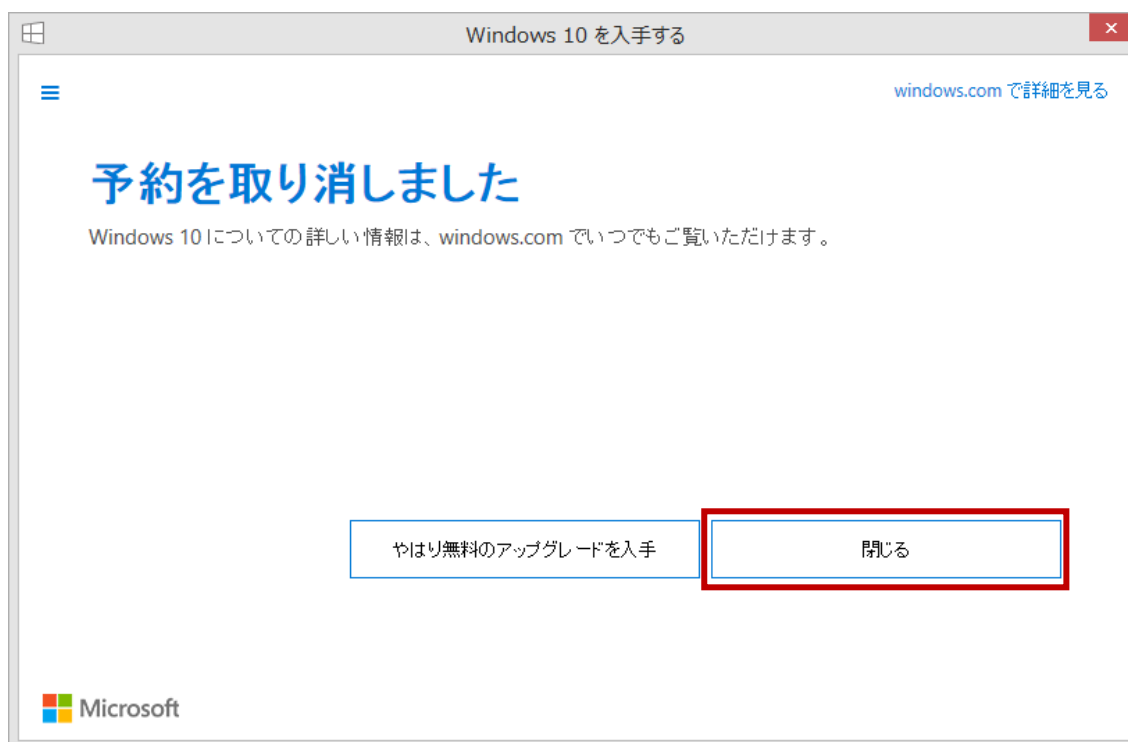 Windows 10 を入手する
windows.com で詳細を見る
予約を取り消しました
Windows 10 についての詳しい情報は、windows.com でいつでもご覧いただけます。
やはり無料のアップグレードを入手
閉じる
Microsoft